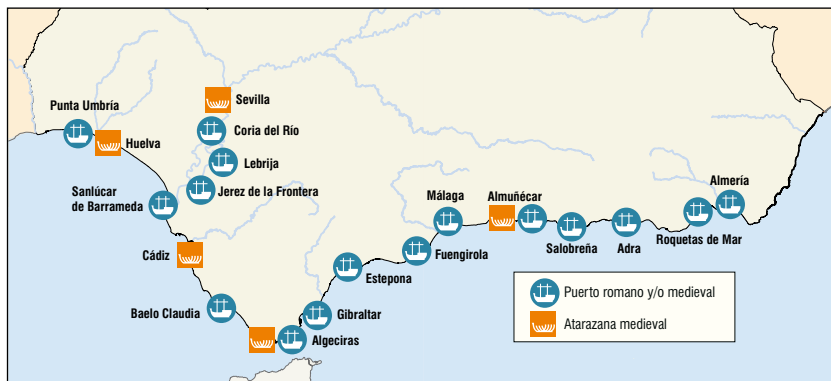 Punta Umbría
Huelva
Sevilla
Coria del Río
Lebrija
Jerez de la Frontera
Sanlúcar
de Barrameda
Cádiz
Baelo Claudia
Algeciras
Gibraltar
Estepona
Fuengirola
Málaga
Almuñécar
Salobreña
Adra
Roquetas de Mar
Almería
Puerto romano y/o medieval
Atarazana medieval